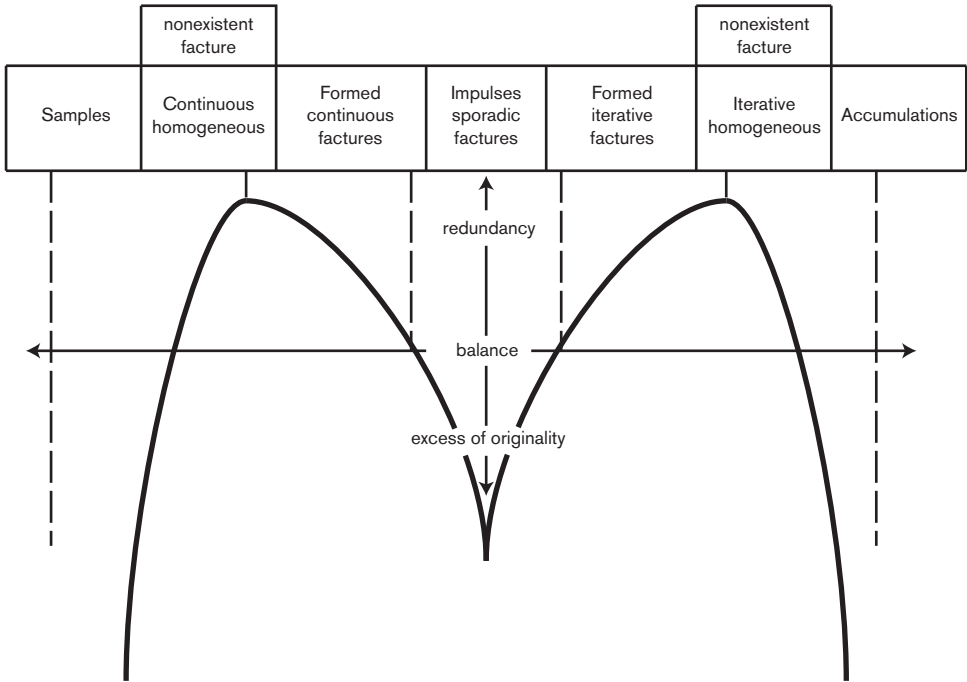 nonexistent
facture
nonexistent
facture
Samples
Continuous
homogeneous
Formed
continuous
factures
Impulses
sporadic
factures
Formed
iterative
factures
Iterative
homogeneous
Accumulations
redundancy
balance
excess of originality